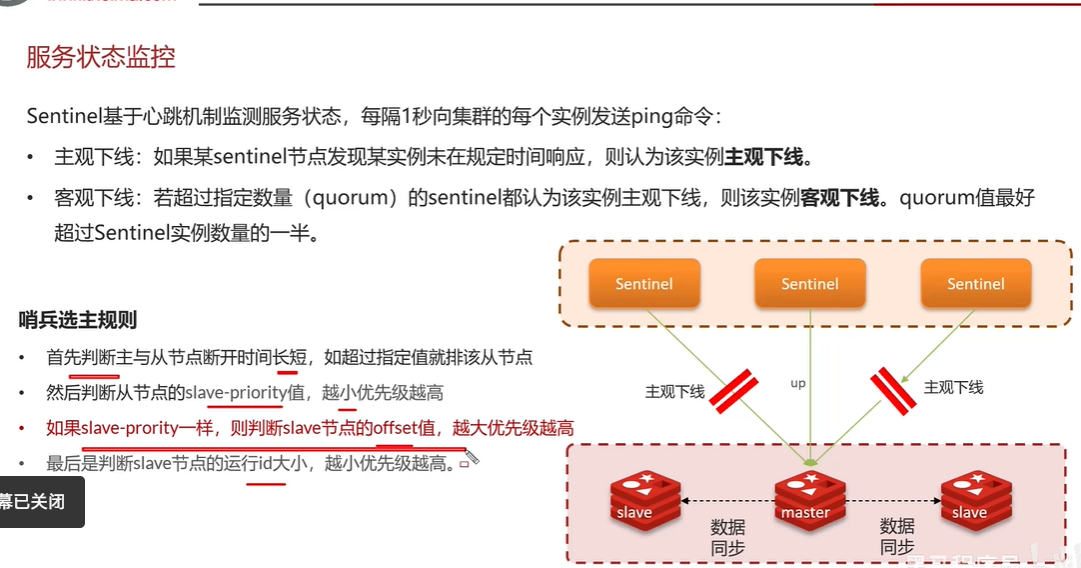 服务状态监控
Sentinel基于心跳机制监测服务状态，每隔1秒向集群的每个实例发送ping命令：
• 主观下线：如果某sentinel节点发现某实例未在规定时间响应，则认为该实例主观下线。
• 客观下线：若超过指定数量（quorum）的sentinel都认为该实例主观下线，则该实例客观下线。quorum值最好
超过Sentinel实例数量的一半。
哨兵选主规则
• 首先判断主与从节点断开时间长短，如超过指定值就排该从节点
• 然后判断从节点的slave-priority值，越小优先级越高
• 如果slave-prority一样，则判断slave节点的offset值，越大优先级越高
• 最后是判断slave节点的运行id大小，越小优先级越高。
幕已关闭
Sentinel
Sentinel
Sentinel
主观下线
up
主观下线
slave
master
slave
数据
同步
数据
同步